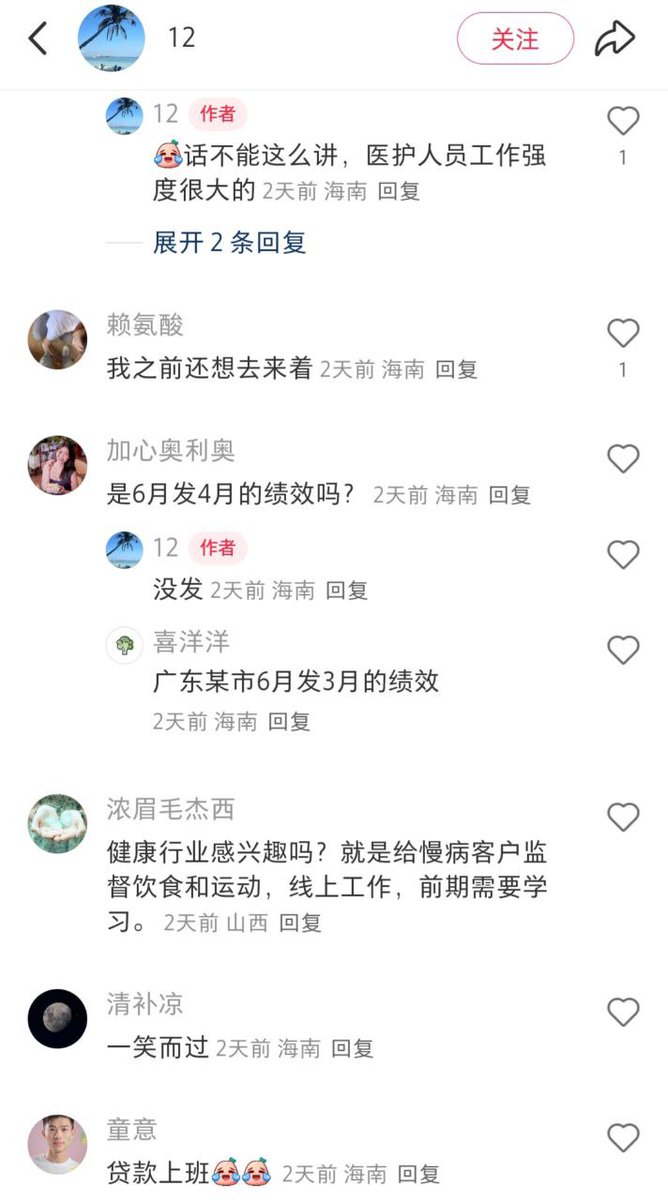 12
关注
12 作者
话不能这么讲，医护人员工作强
度很大的 2天前 海南 回复
1
展开 2 条回复
赖氨酸
我之前还想去来着 2天前 海南 回复
1
加心奥利奥
是6月发4月的绩效吗？ 2天前 海南 回复
12 作者
没发 2天前 海南 回复
喜洋洋
广东某市6月发3月的绩效
2天前 海南 回复
浓眉毛杰西
健康行业感兴趣吗？就是给慢病客户监
督饮食和运动，线上工作，前期需要学
习。 2天前 山西 回复
清补凉
一笑而过 2天前 海南 回复
童意
贷款上班 2天前 海南 回复